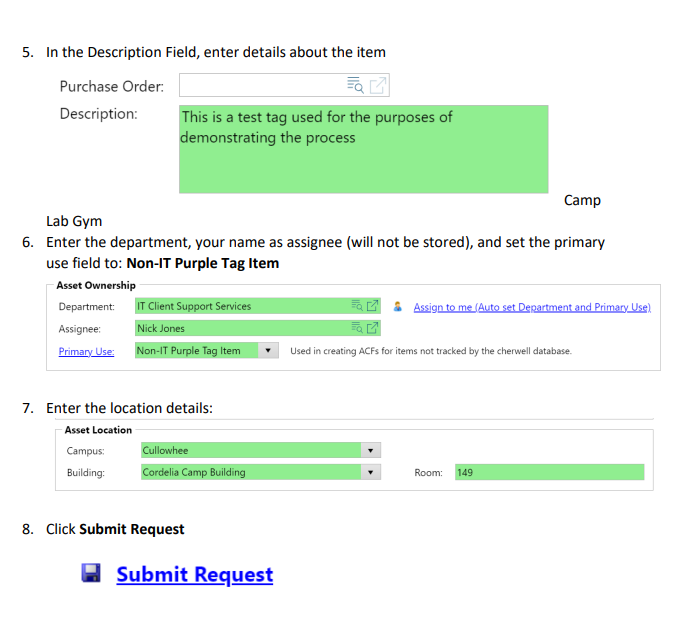 5. In the Description Field, enter details about the item
Purchase Order:
Description: This is a test tag used for the purposes of
demonstrating the process
Camp
Lab Gym
6. Enter the department, your name as assignee (will not be stored), and set the primary
use field to: Non-IT Purple Tag Item
Asset Ownership
Department: IT Client Support Services Assign to me (Auto set Department and Primary Use)
Assignee: Nick Jones
Primary Use: Non-IT Purple Tag Item Used in creating ACFs for items not tracked by the cherwell database.
7. Enter the location details:
Asset Location
Campus: Cullowhee
Building: Cordelia Camp Building Room: 149
8. Click Submit Request
Submit Request